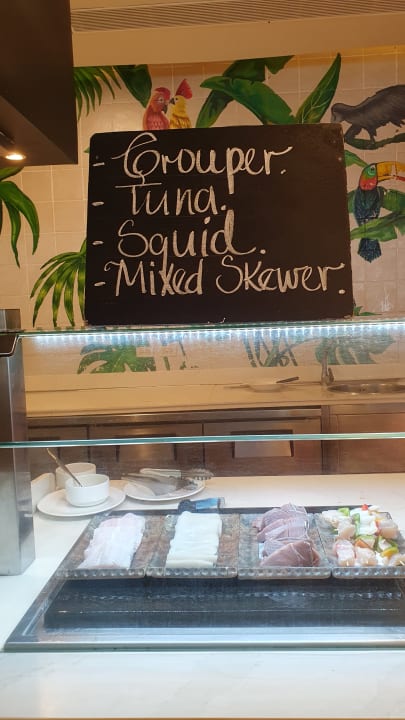 - Grouper.
- Tuna.
- Squid.
- Mixed Skewer.